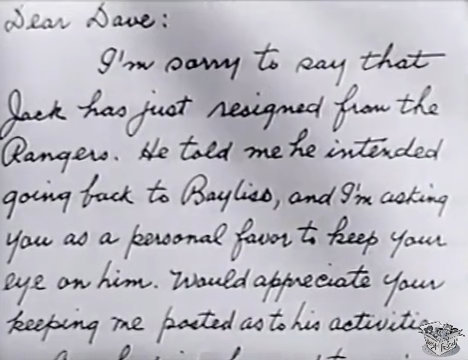 Dear Dave:
I'm sorry to say that
Jack has just resigned from the
Rangers. He told me he intended
going back to Bayliss, and I'm asking
you as a personal favor to keep your
eye on him. Would appreciate your
keeping me posted as to his activities